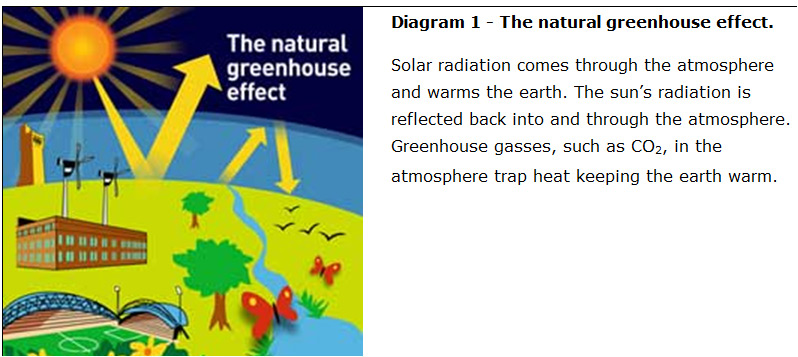 The natural
greenhouse
effect
Diagram 1 - The natural greenhouse effect.
Solar radiation comes through the atmosphere
and warms the earth. The sun’s radiation is
reflected back into and through the atmosphere.
Greenhouse gasses, such as CO₂, in the
atmosphere trap heat keeping the earth warm.